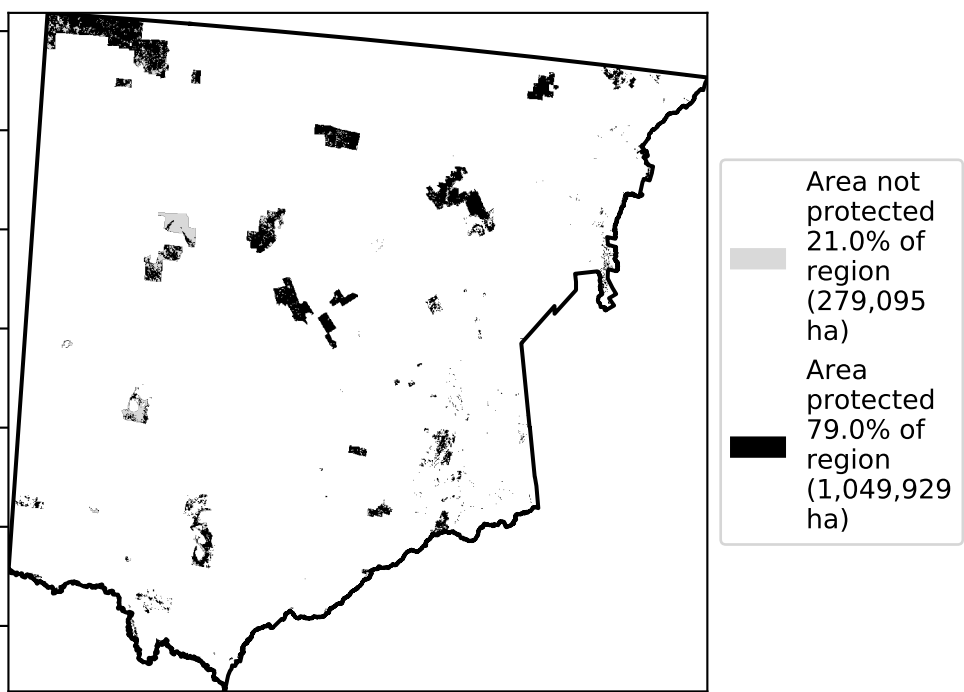 Area not
protected
21.0% of
region
(279,095
ha)
Area
protected
79.0% of
region
(1,049,929
ha)